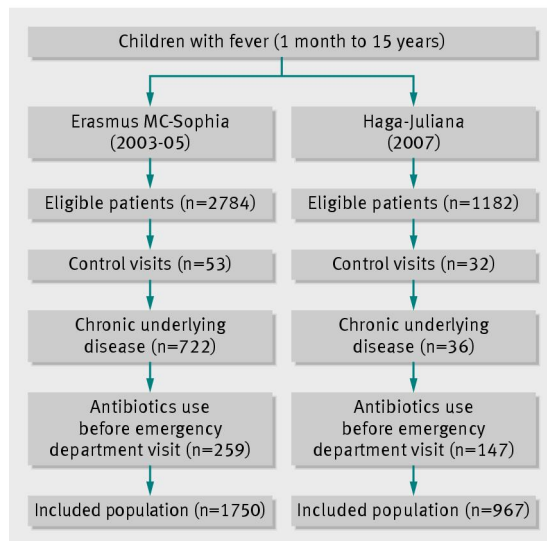 Children with fever (1 month to 15 years)
Erasmus MC-Sophia
(2003-05)
Eligible patients (n=2784)
Control visits (n=53)
Chronic underlying
disease (n=722)
Antibiotics use
before emergency
department visit (n=259)
Included population (n=1750)
Haga-Juliana
(2007)
Eligible patients (n=1182)
Control visits (n=32)
Chronic underlying
disease (n=36)
Antibiotics use
before emergency
department visit (n=147)
Included population (n=967)